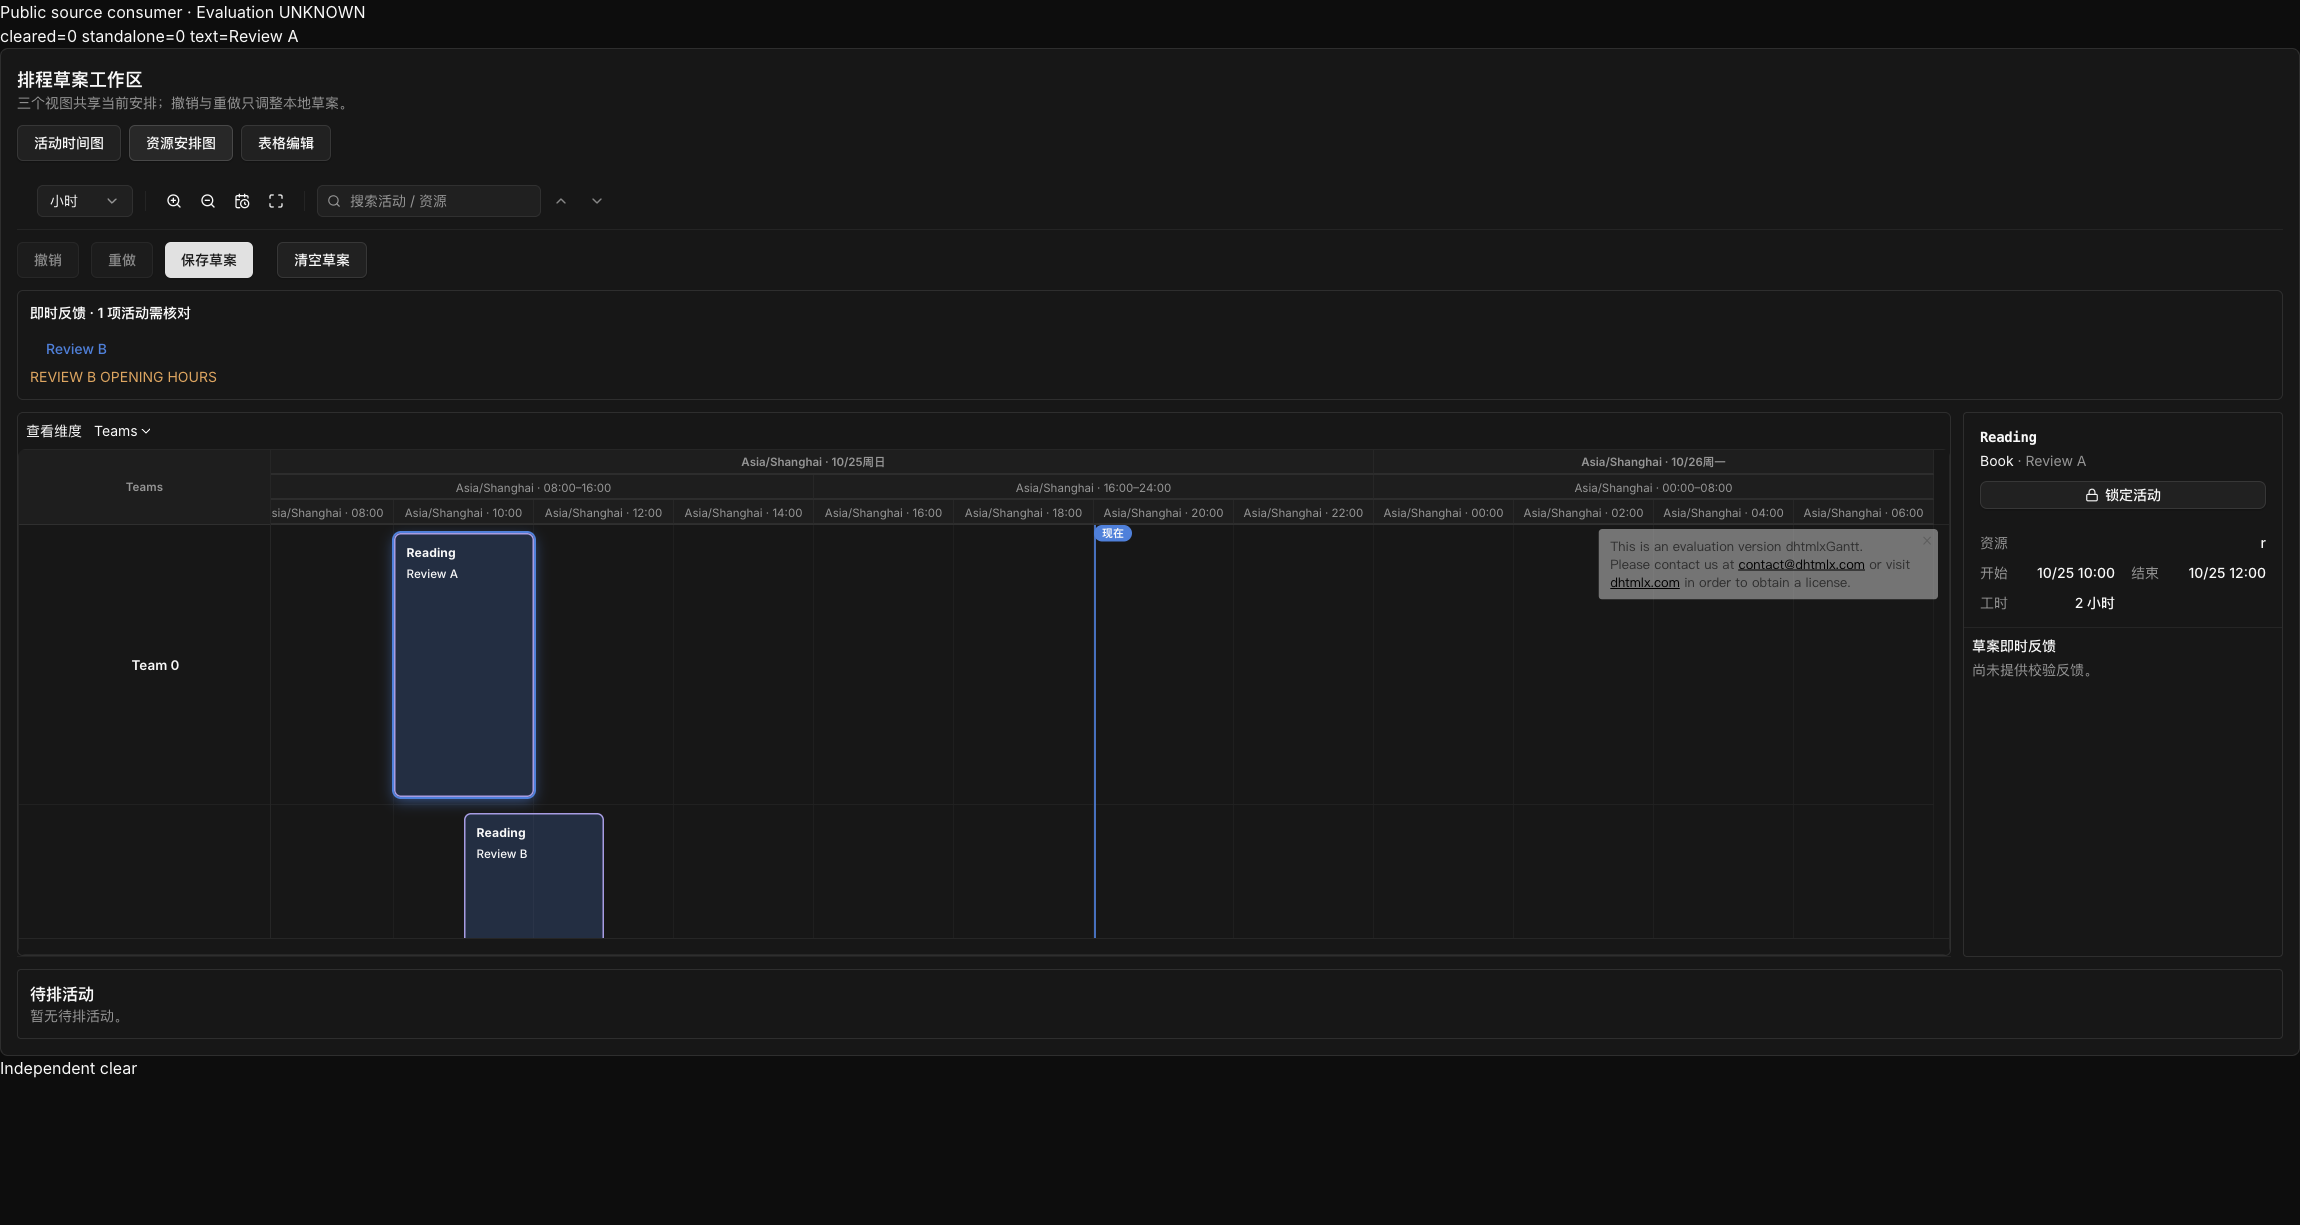 Public source consumer · Evaluation UNKNOWN
cleared=0 standalone=0 text=Review A
排程草案工作区
三个视图共享当前安排；撤销与重做只调整本地草案。
活动时间图 资源安排图 表格编辑
小时 搜索活动 / 资源
撤销 重做 保存草案 清空草案
即时反馈 · 1 项活动需核对
Review B
REVIEW B OPENING HOURS
查看维度 Teams
Teams
Asia/Shanghai · 10/25周日 Asia/Shanghai · 10/26周一
Asia/Shanghai · 08:00–16:00 Asia/Shanghai · 16:00–24:00 Asia/Shanghai · 00:00–08:00
sia/Shanghai · 08:00 Asia/Shanghai · 10:00 Asia/Shanghai · 12:00 Asia/Shanghai · 14:00 Asia/Shanghai · 16:00 Asia/Shanghai · 18:00 Asia/Shanghai · 20:00 Asia/Shanghai · 22:00 Asia/Shanghai · 00:00 Asia/Shanghai · 02:00 Asia/Shanghai · 04:00 Asia/Shanghai · 06:00
现在
Team 0
Reading
Review A
Reading
Review B
This is an evaluation version dhtmlxGantt.
Please contact us at contact@dhtmlx.com or visit
dhtmlx.com in order to obtain a license.
Reading
Book · Review A
锁定活动
资源 r
开始 10/25 10:00 结束 10/25 12:00
工时 2 小时
草案即时反馈
尚未提供校验反馈。
待排活动
暂无待排活动。
Independent clear